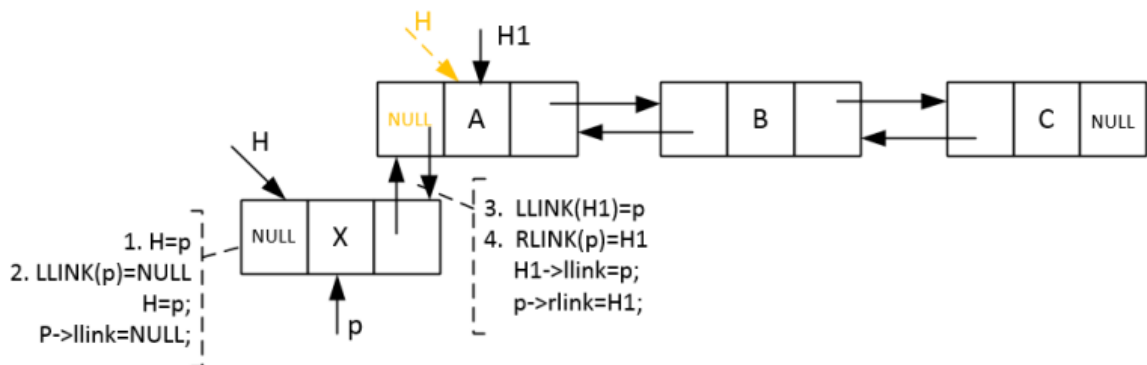 H
H1
NULL
A
B
C
NULL
H
NULL
X
1. H=p
2. LLINK(p)=NULL
H=p;
P->llink=NULL;
3. LLINK(H1)=p
4. RLINK(p)=H1
H1->llink=p;
p->rlink=H1;
p